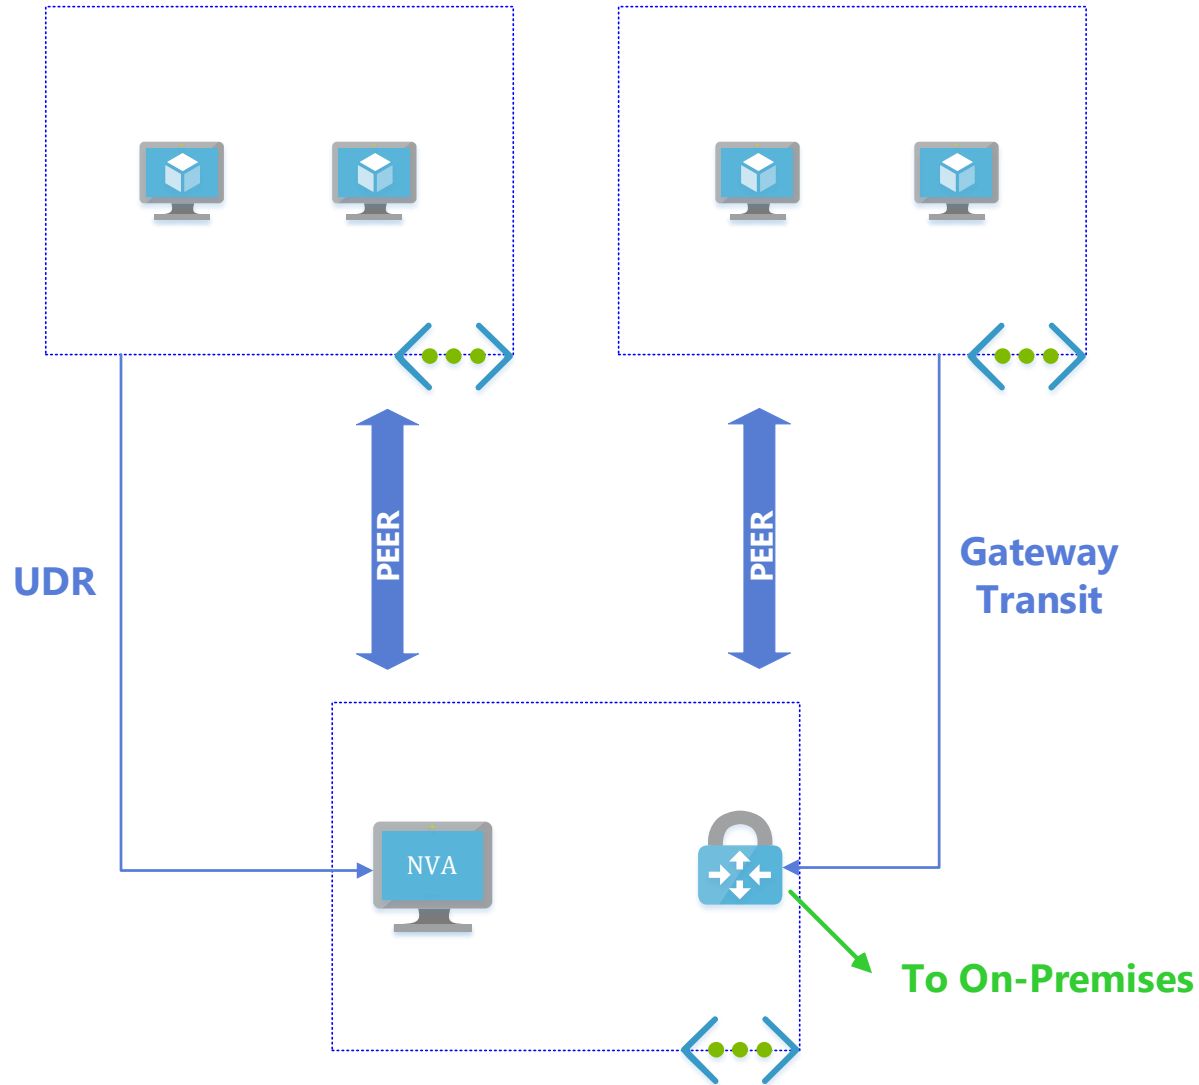 PEER
PEER
UDR
Gateway
Transit
NVA
To On-Premises